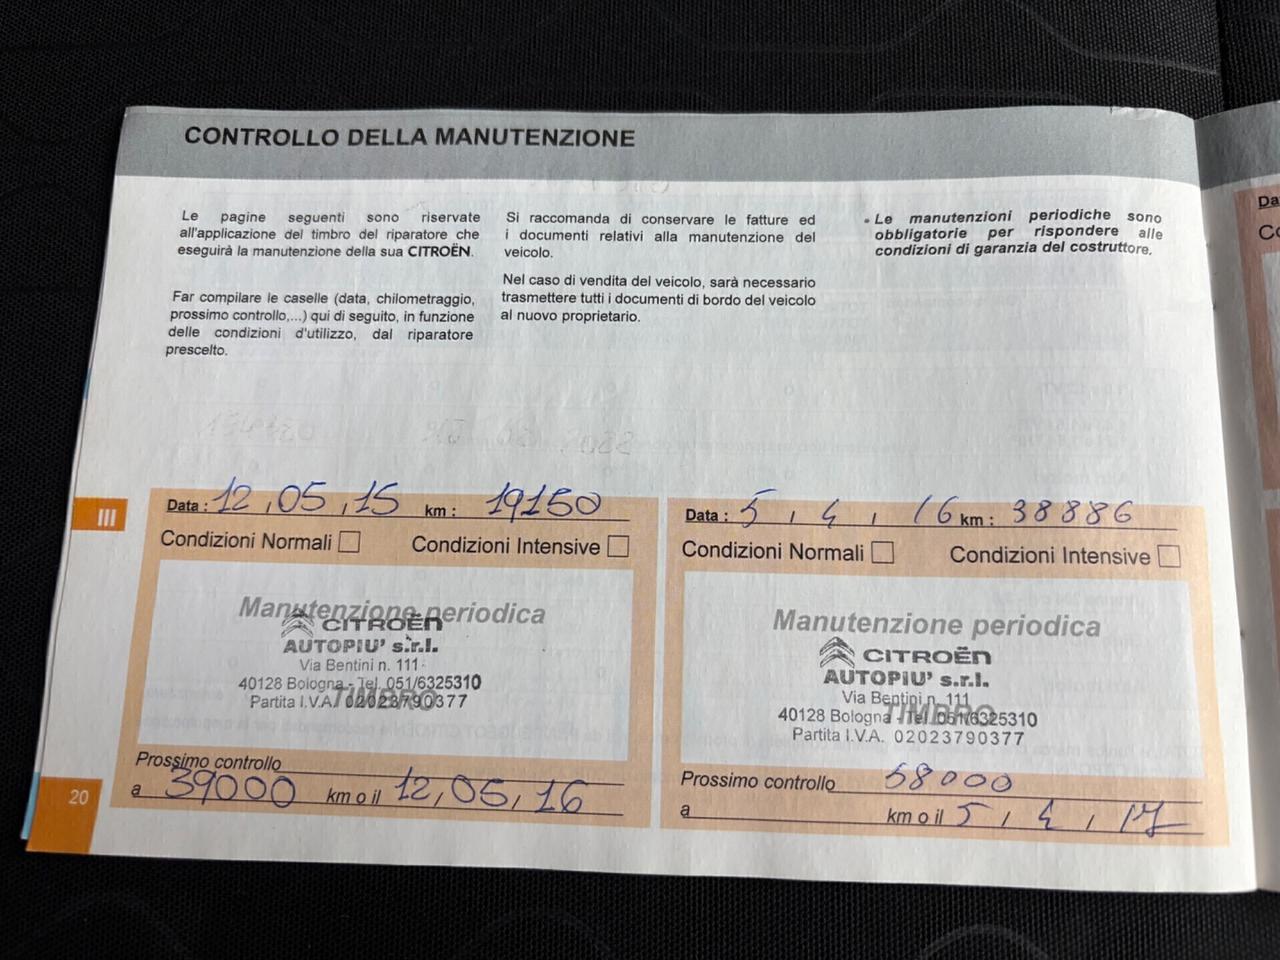 CONTROLLO DELLA MANUTENZIONE
Le pagine seguenti sono riservate
all'applicazione del timbro del riparatore che
eseguirà la manutenzione della sua CITROËN.
Far compilare le caselle (data, chilometraggio,
prossimo controllo,...) qui di seguito, in funzione
delle condizioni d'utilizzo, dal riparatore
prescelto.
Si raccomanda di conservare le fatture ed
i documenti relativi alla manutenzione del
veicolo.
Nel caso di vendita del veicolo, sarà necessario
trasmettere tutti i documenti di bordo del veicolo
al nuovo proprietario.
Le manutenzioni periodiche sono
obbligatorie per rispondere alle
condizioni di garanzia del costruttore.
III
Data : 12,05,15 km : 19150
Condizioni Normali Condizioni Intensive
Manutenzione periodica
CITROËN
AUTOPIU' s.r.l.
Via Bentini n. 111
40128 Bologna - Tel. 051/6325310
TIMBRO
Partita I.V.A. 02023790377
Prossimo controllo
a 39000 km o il 12,05,16
Data : 5, 4, 16 km : 38886
Condizioni Normali Condizioni Intensive
Manutenzione periodica
CITROËN
AUTOPIU' s.r.l.
Via Bentini n. 111
TIMBRO
40128 Bologna - Tel. 051/6325310
Partita I.V.A. 02023790377
Prossimo controllo 58000
a km o il 5, 4, 17
20
Da
Co